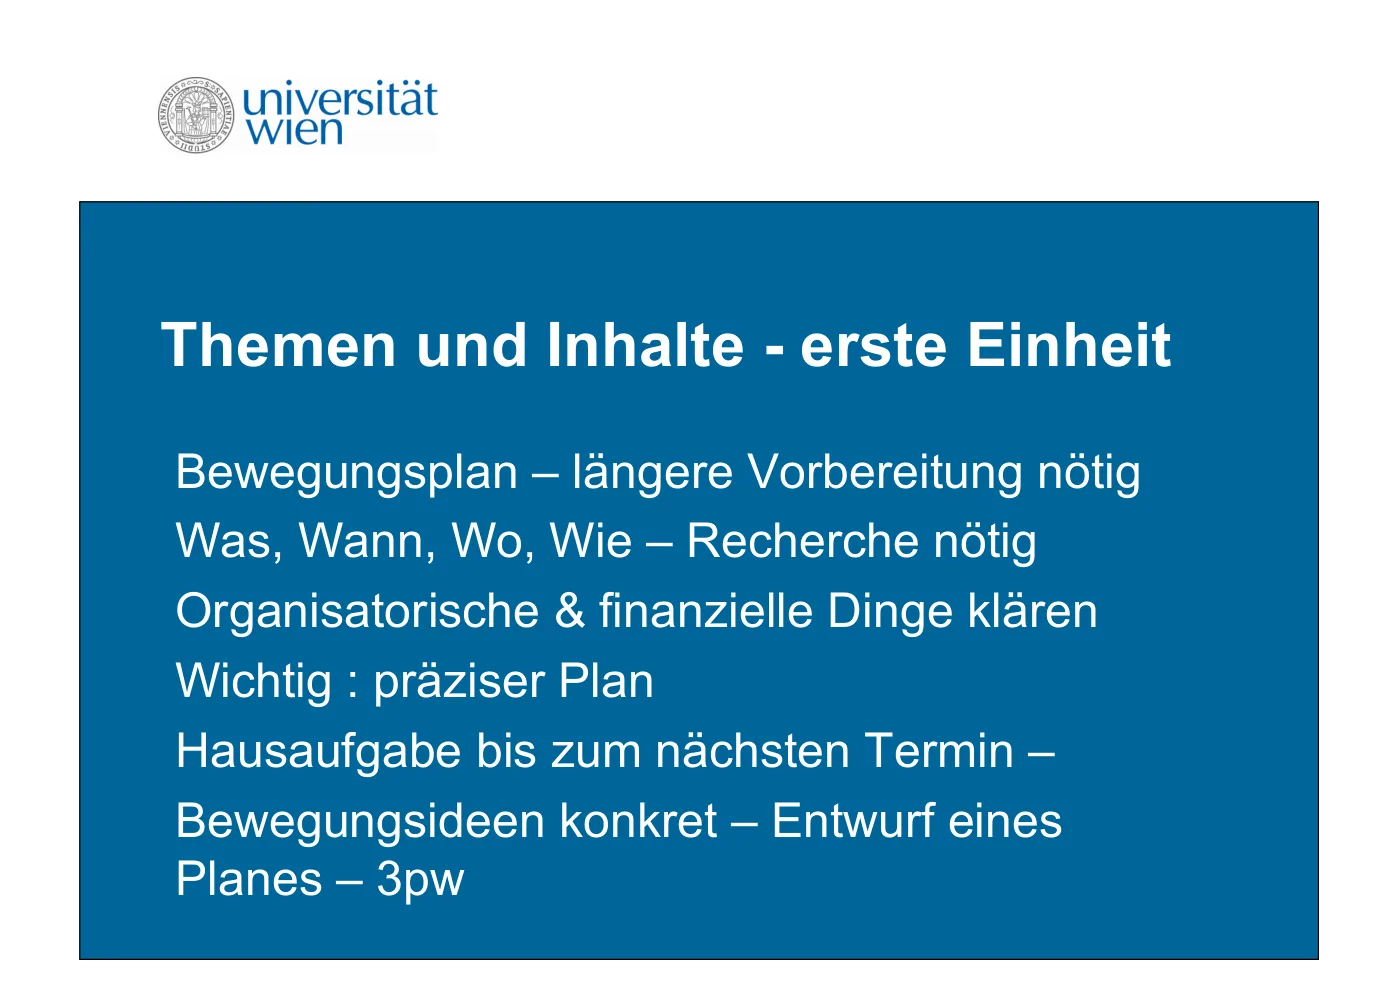 universität
wien
Themen und Inhalte - erste Einheit
Bewegungsplan – längere Vorbereitung nötig
Was, Wann, Wo, Wie – Recherche nötig
Organisatorische & finanzielle Dinge klären
Wichtig : präziser Plan
Hausaufgabe bis zum nächsten Termin –
Bewegungsideen konkret – Entwurf eines
Planes – 3pw